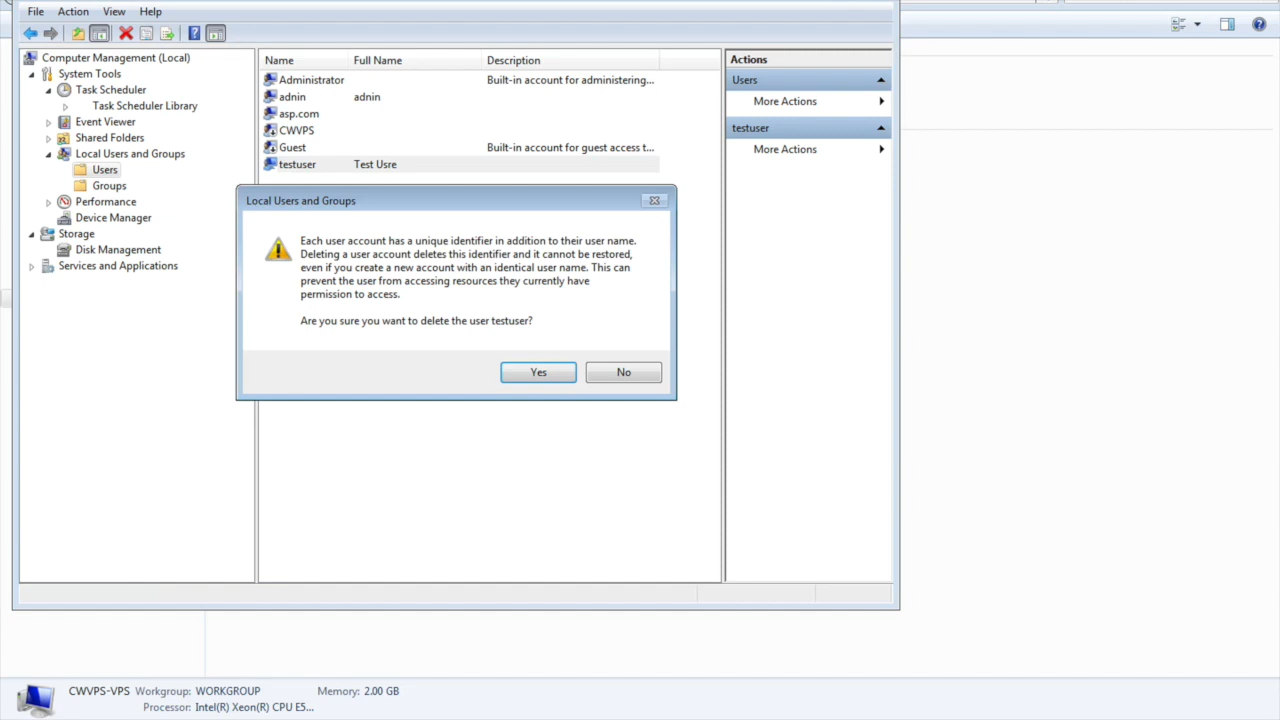 File Action View Help
Computer Management (Local)
System Tools
Task Scheduler
Task Scheduler Library
Event Viewer
Shared Folders
Local Users and Groups
Users
Groups
Performance
Device Manager
Storage
Disk Management
Services and Applications
Name Full Name Description
Administrator Built-in account for administering...
admin admin
asp.com
CWVPS
Guest Built-in account for guest access t...
testuser Test Usre
Actions
Users
More Actions
testuser
More Actions
Local Users and Groups
Each user account has a unique identifier in addition to their user name.
Deleting a user account deletes this identifier and it cannot be restored,
even if you create a new account with an identical user name. This can
prevent the user from accessing resources they currently have
permission to access.
Are you sure you want to delete the user testuser?
Yes No
CWVPS-VPS Workgroup: WORKGROUP Memory: 2.00 GB
Processor: Intel(R) Xeon(R) CPU E5...